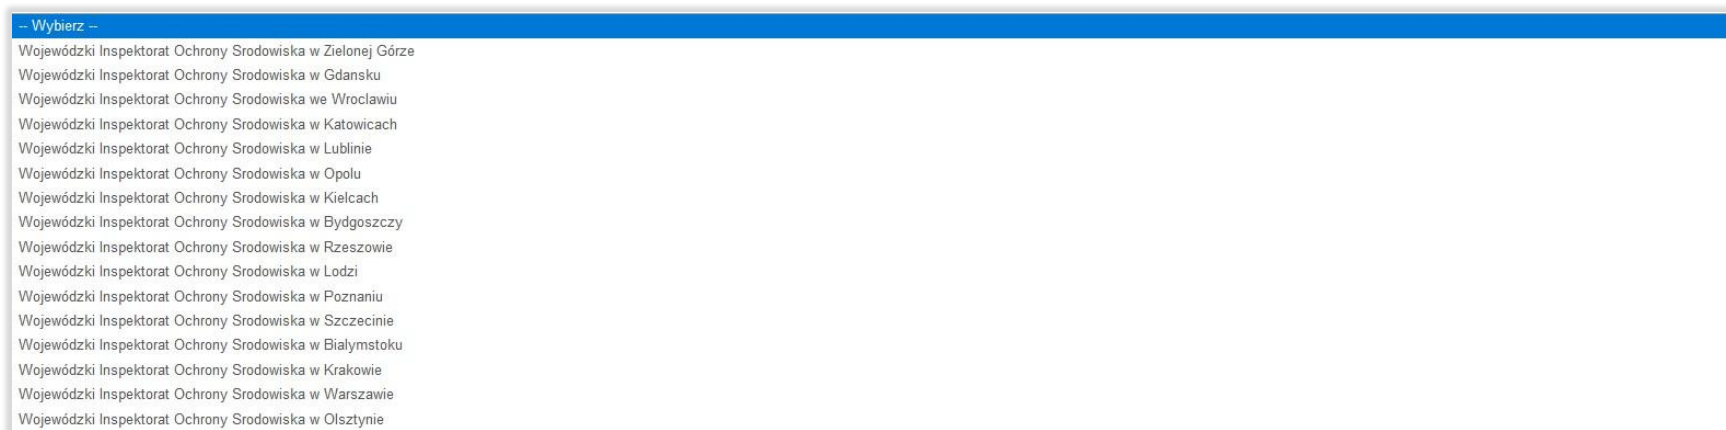 -- Wybierz --
Wojewódzki Inspektorat Ochrony Srodowiska w Zielonej Górze
Wojewódzki Inspektorat Ochrony Srodowiska w Gdansku
Wojewódzki Inspektorat Ochrony Srodowiska we Wroclawiu
Wojewódzki Inspektorat Ochrony Srodowiska w Katowicach
Wojewódzki Inspektorat Ochrony Srodowiska w Lublinie
Wojewódzki Inspektorat Ochrony Srodowiska w Opolu
Wojewódzki Inspektorat Ochrony Srodowiska w Kielcach
Wojewódzki Inspektorat Ochrony Srodowiska w Bydgoszczy
Wojewódzki Inspektorat Ochrony Srodowiska w Rzeszowie
Wojewódzki Inspektorat Ochrony Srodowiska w Lodzi
Wojewódzki Inspektorat Ochrony Srodowiska w Poznaniu
Wojewódzki Inspektorat Ochrony Srodowiska w Szczecinie
Wojewódzki Inspektorat Ochrony Srodowiska w Bialymstoku
Wojewódzki Inspektorat Ochrony Srodowiska w Krakowie
Wojewódzki Inspektorat Ochrony Srodowiska w Warszawie
Wojewódzki Inspektorat Ochrony Srodowiska w Olsztynie